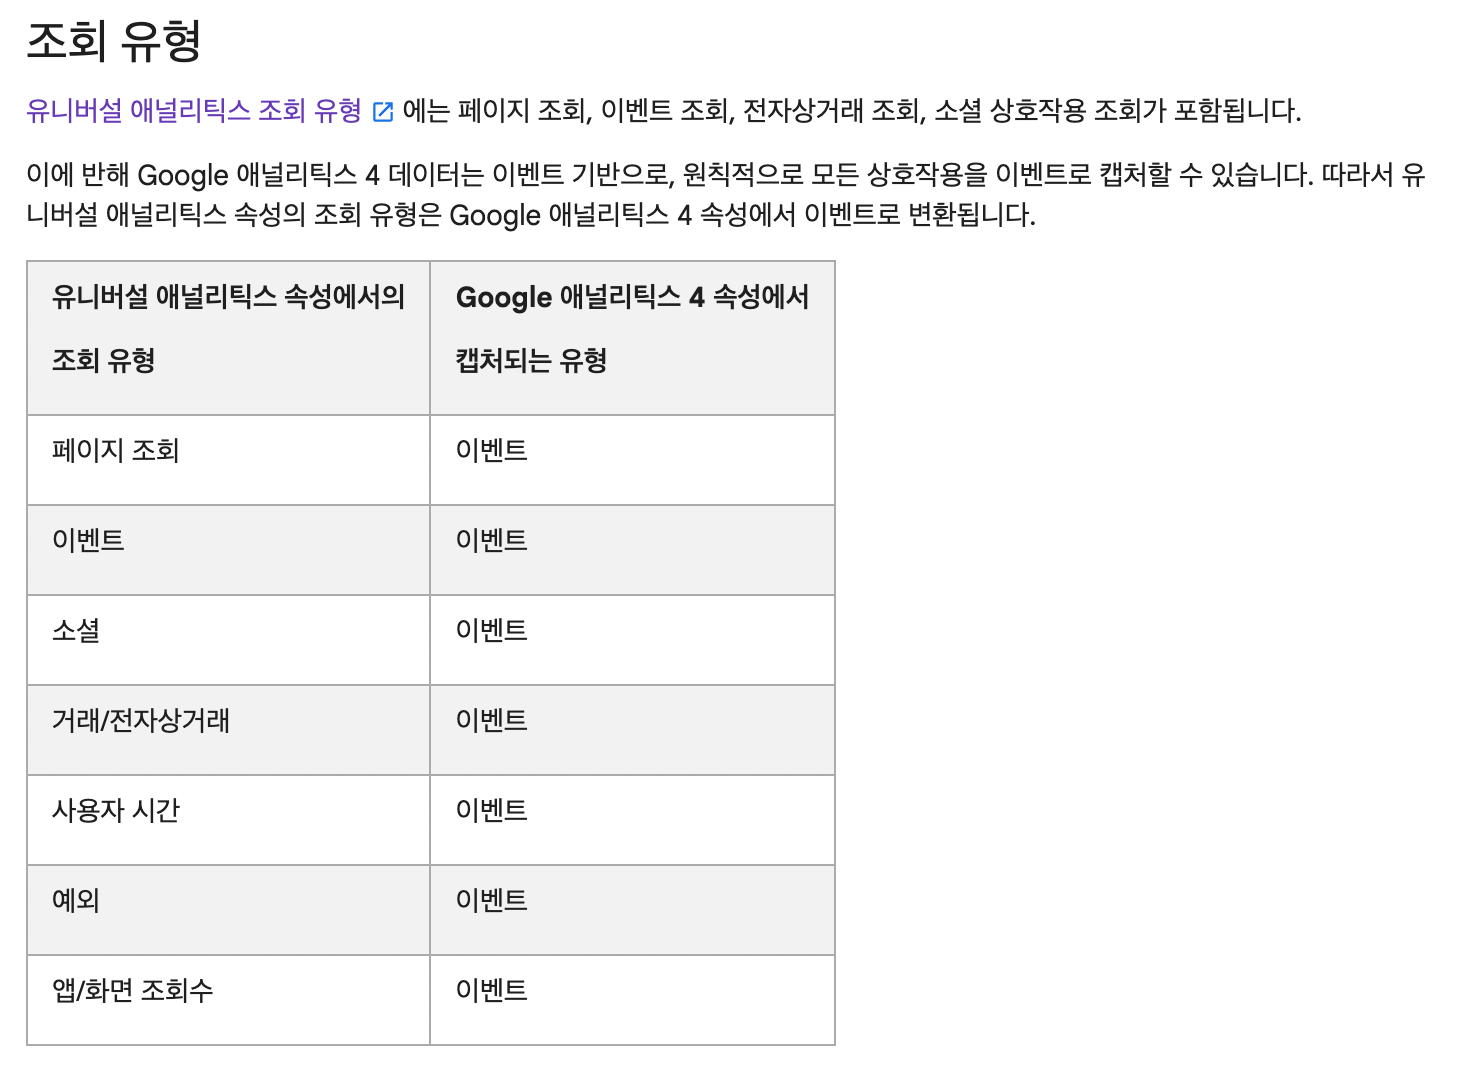 조회 유형
유니버설 애널리틱스 조회 유형 에는 페이지 조회, 이벤트 조회, 전자상거래 조회, 소셜 상호작용 조회가 포함됩니다.
이에 반해 Google 애널리틱스 4 데이터는 이벤트 기반으로, 원칙적으로 모든 상호작용을 이벤트로 캡처할 수 있습니다. 따라서 유
니버설 애널리틱스 속성의 조회 유형은 Google 애널리틱스 4 속성에서 이벤트로 변환됩니다.
유니버설 애널리틱스 속성에서의
조회 유형
Google 애널리틱스 4 속성에서
캡처되는 유형
페이지 조회
이벤트
이벤트
이벤트
소셜
이벤트
거래/전자상거래
이벤트
사용자 시간
이벤트
예외
이벤트
앱/화면 조회수
이벤트